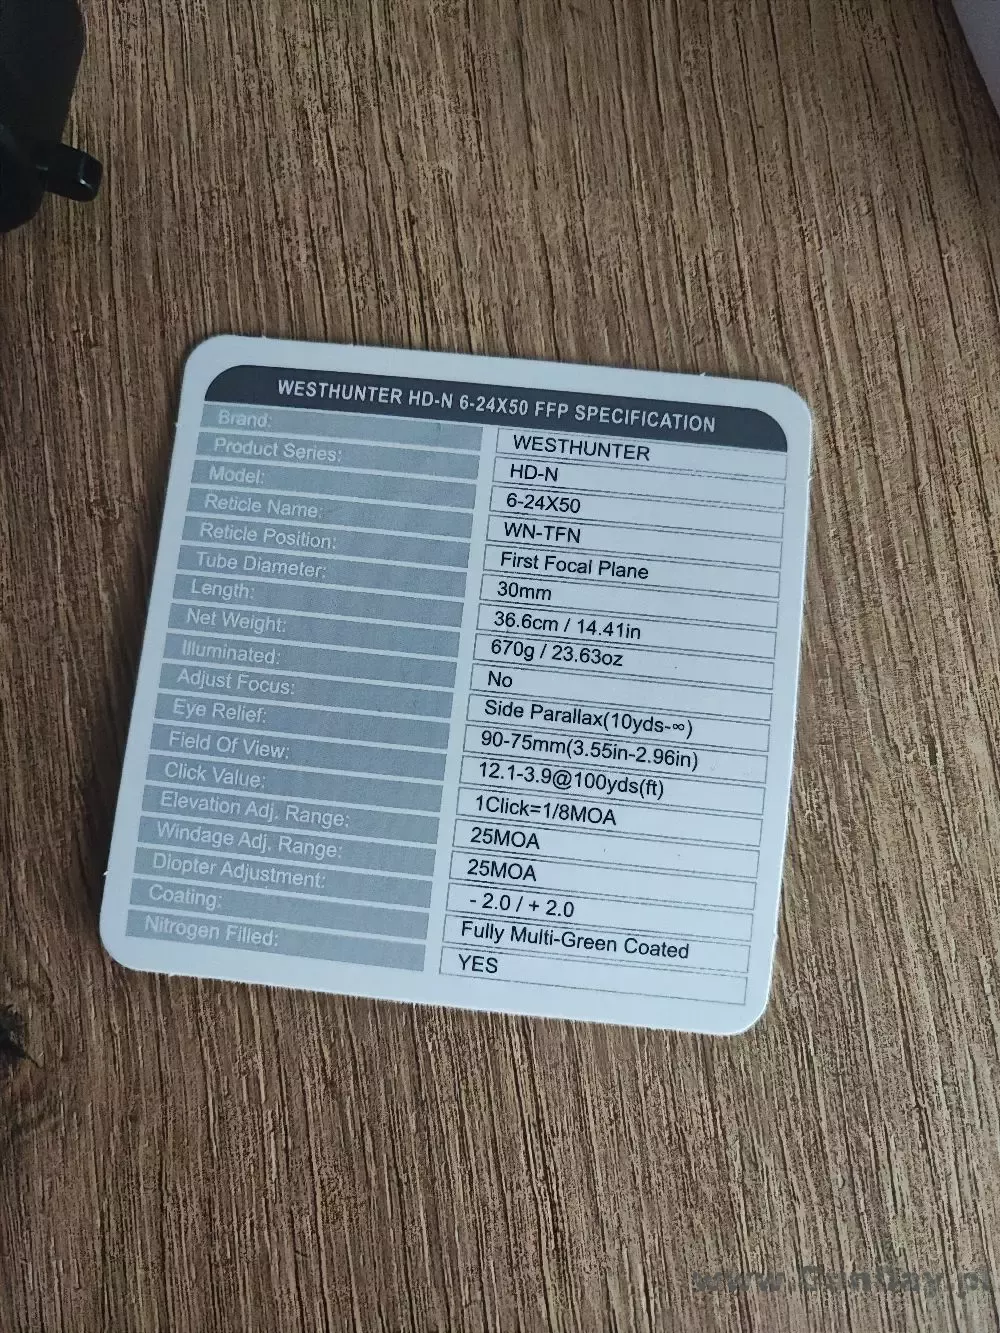 WESTHUNTER HD-N 6-24X50 FFP SPECIFICATION
Brand: WESTHUNTER
Product Series: HD-N
Model: 6-24X50
Reticle Name: WN-TFN
Reticle Position: First Focal Plane
Tube Diameter: 30mm
Length: 36.6cm / 14.41in
Net Weight: 670g / 23.63oz
Illuminated: No
Adjust Focus: Side Parallax(10yds-∞)
Eye Relief: 90-75mm(3.55in-2.96in)
Field Of View: 12.1-3.9@100yds(ft)
Click Value: 1Click=1/8MOA
Elevation Adj. Range: 25MOA
Windage Adj. Range: 25MOA
Diopter Adjustment: - 2.0 / + 2.0
Coating: Fully Multi-Green Coated
Nitrogen Filled: YES